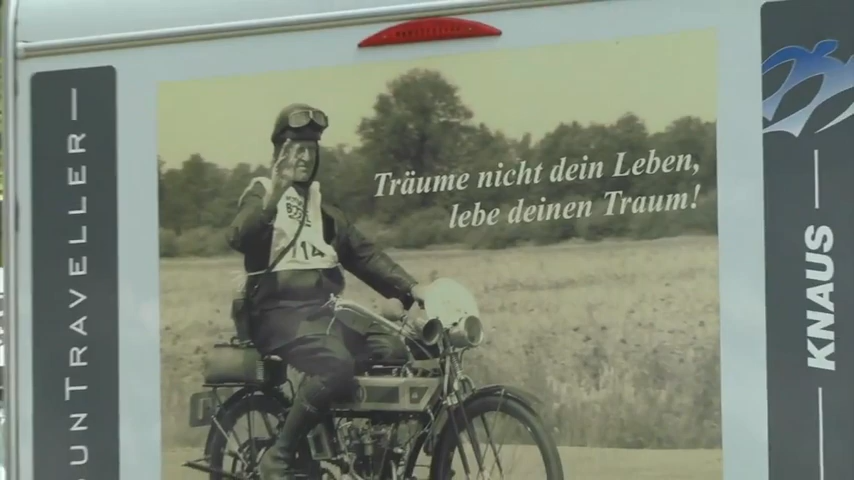 Träume nicht dein Leben,
lebe deinen Traum!
UNTRAVELLER
KNAUS
114